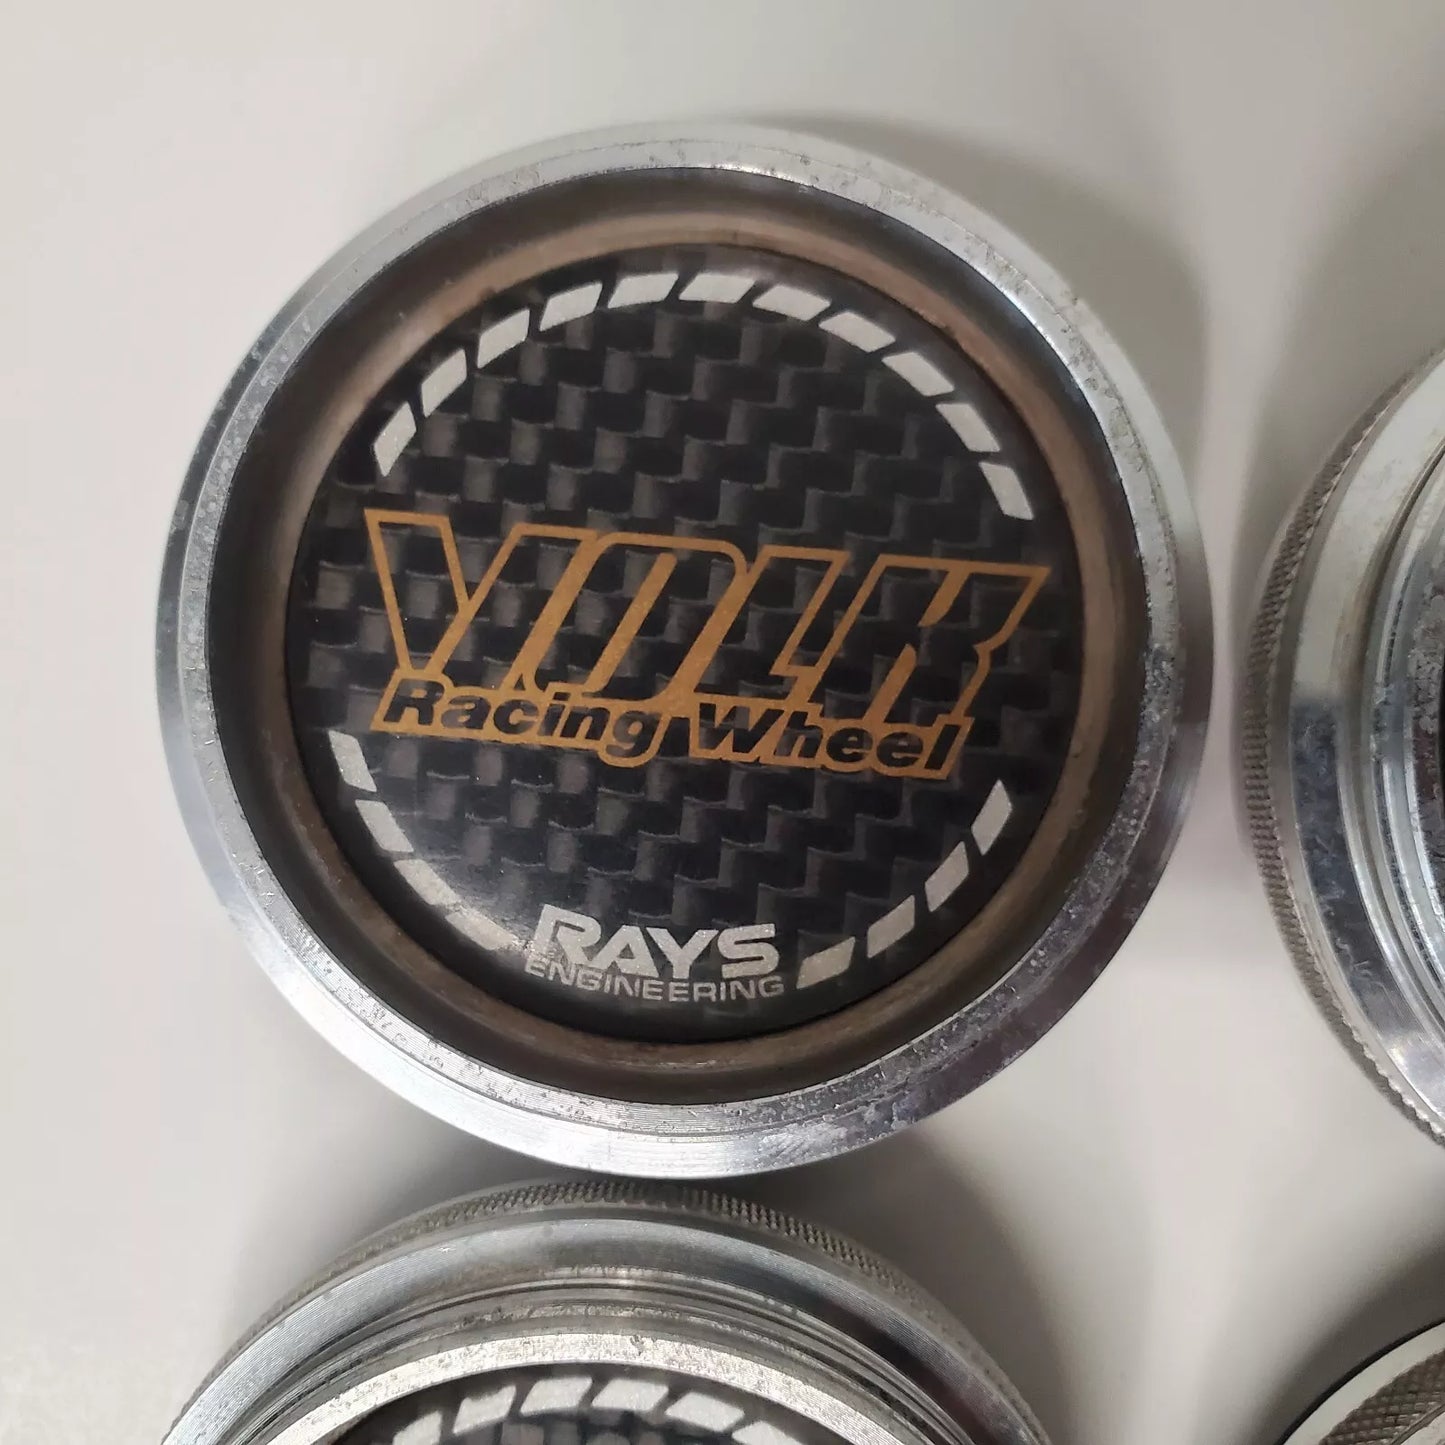 VOLK
Racing Wheel
RAYS
ENGINEERING